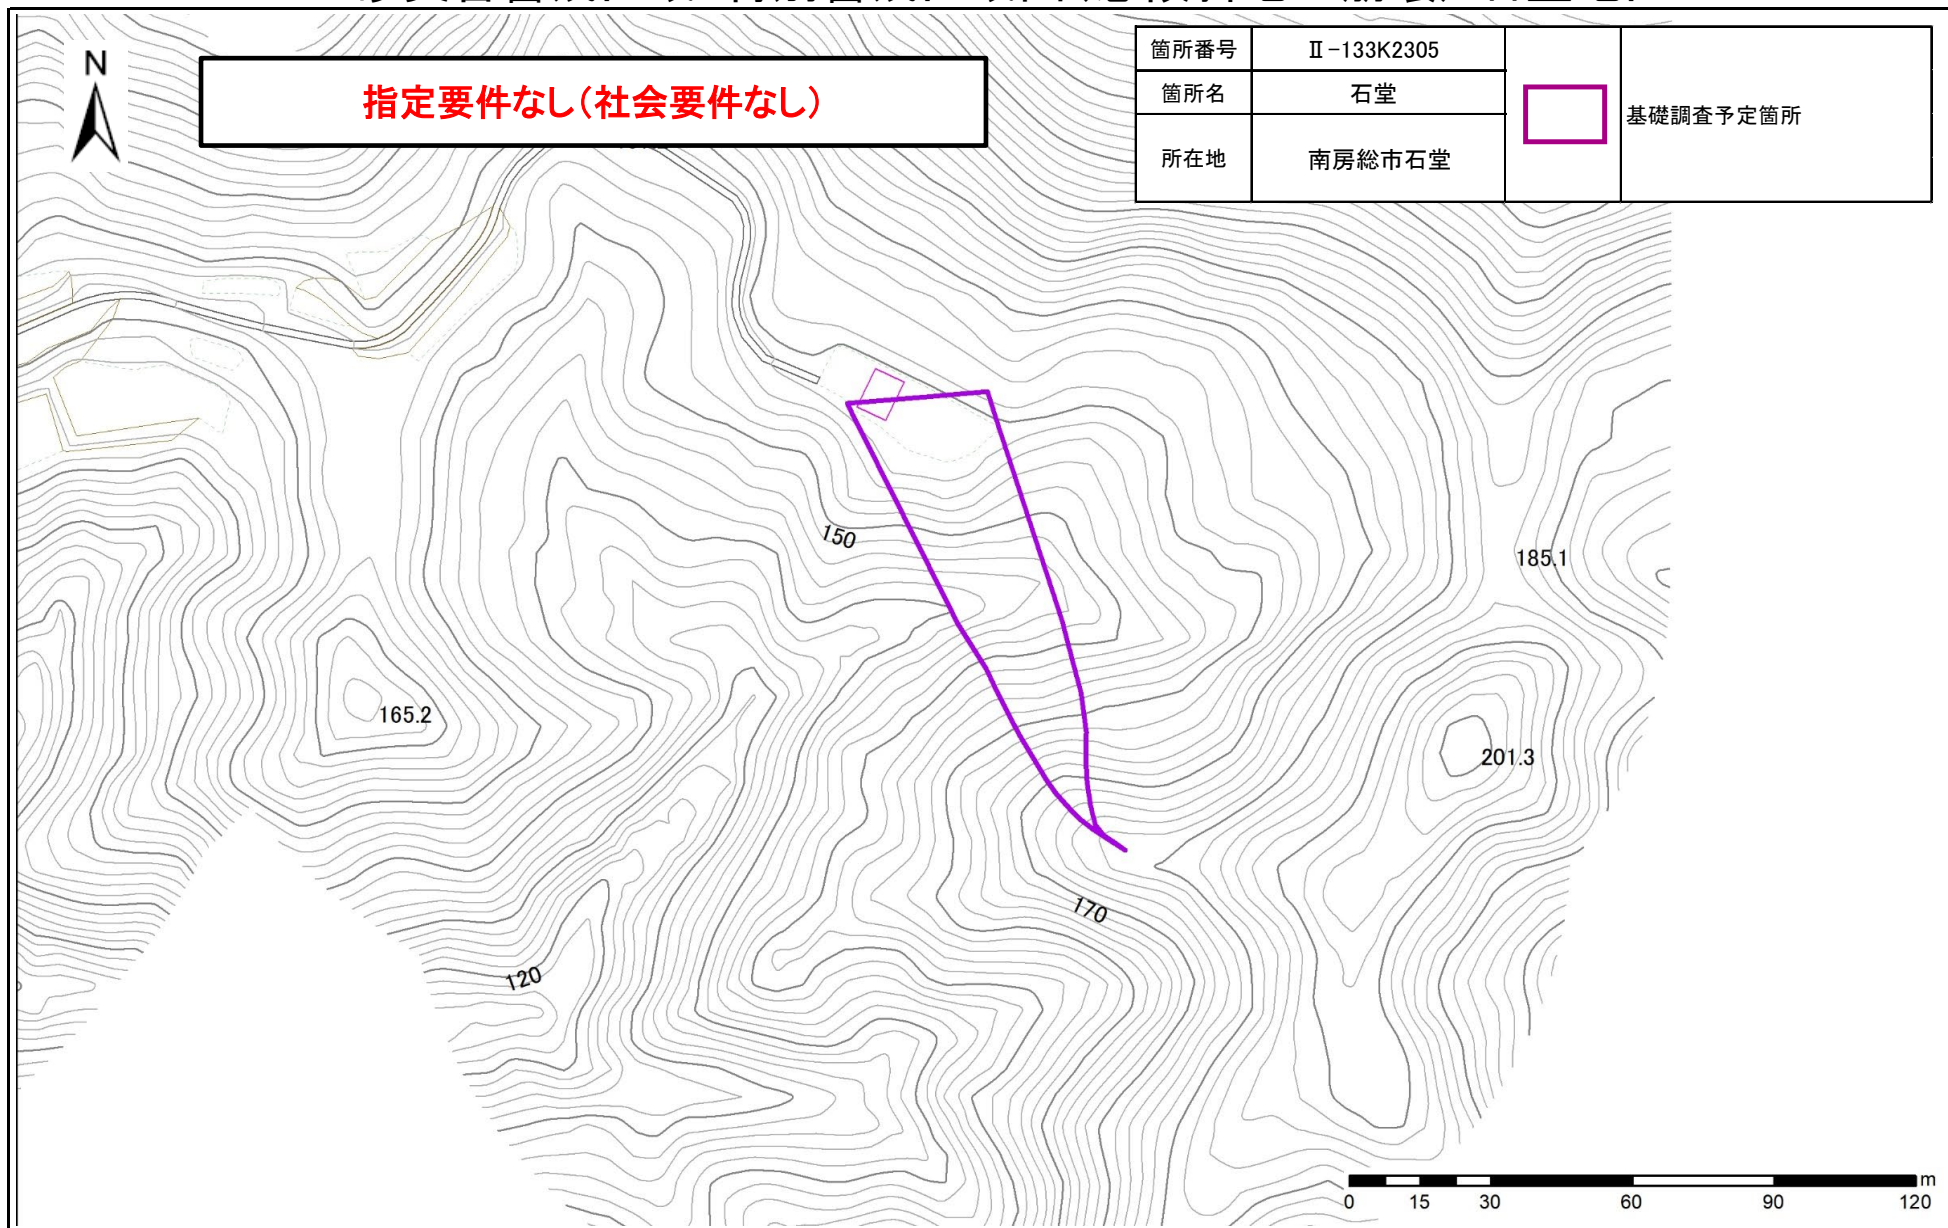 N
指定要件なし(社会要件なし)
箇所番号 Ⅱ-133K2305
箇所名 石堂
所在地 南房総市石堂
基礎調査予定箇所
150
185.1
165.2
201.3
170
120
m
0 15 30 60 90 120